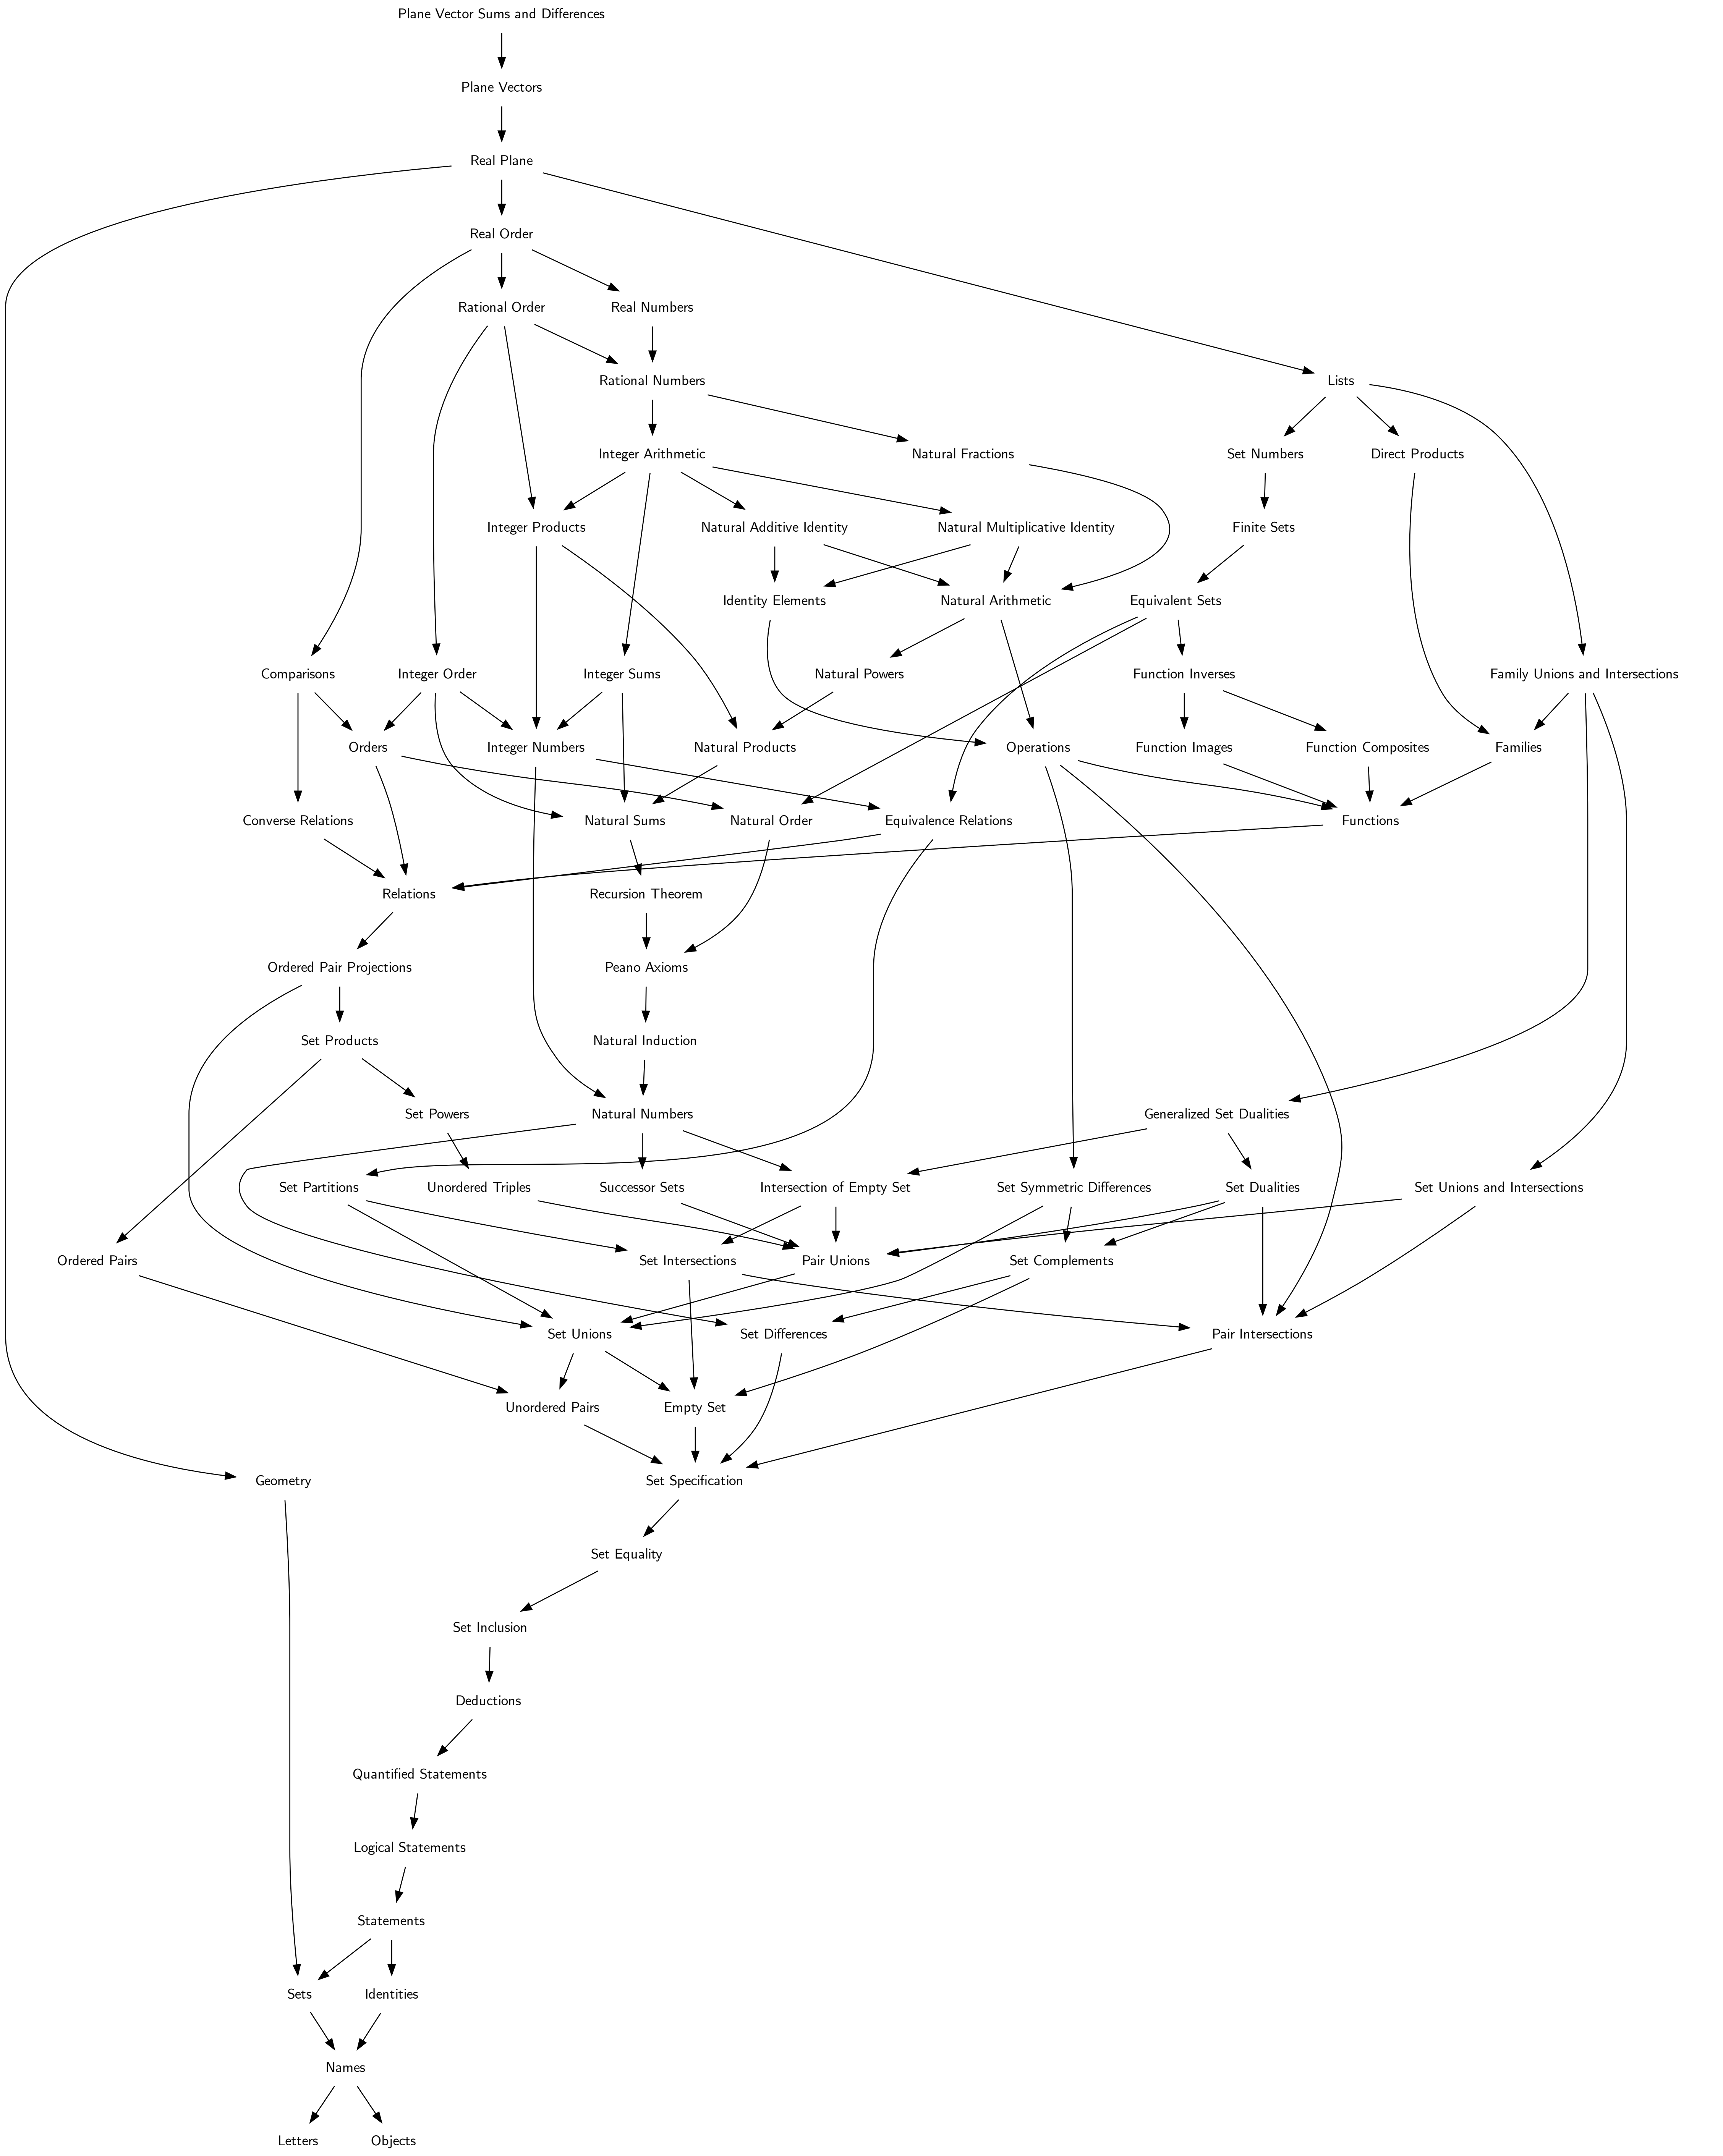 Plane Vector Sums and Differences
Plane Vectors
Real Plane
Real Order
Rational Order
Real Numbers
Rational Numbers
Lists
Integer Arithmetic
Natural Fractions
Set Numbers
Direct Products
Integer Products
Natural Additive Identity
Natural Multiplicative Identity
Finite Sets
Identity Elements
Natural Arithmetic
Equivalent Sets
Comparisons
Integer Order
Integer Sums
Natural Powers
Function Inverses
Family Unions and Intersections
Orders
Integer Numbers
Natural Products
Operations
Function Images
Function Composites
Families
Converse Relations
Natural Sums
Natural Order
Equivalence Relations
Functions
Relations
Recursion Theorem
Ordered Pair Projections
Peano Axioms
Set Products
Natural Induction
Set Powers
Natural Numbers
Generalized Set Dualities
Set Partitions
Unordered Triples
Successor Sets
Intersection of Empty Set
Set Symmetric Differences
Set Dualities
Set Unions and Intersections
Ordered Pairs
Set Intersections
Pair Unions
Set Complements
Set Unions
Set Differences
Pair Intersections
Unordered Pairs
Empty Set
Geometry
Set Specification
Set Equality
Set Inclusion
Deductions
Quantified Statements
Logical Statements
Statements
Sets
Identities
Names
Letters
Objects